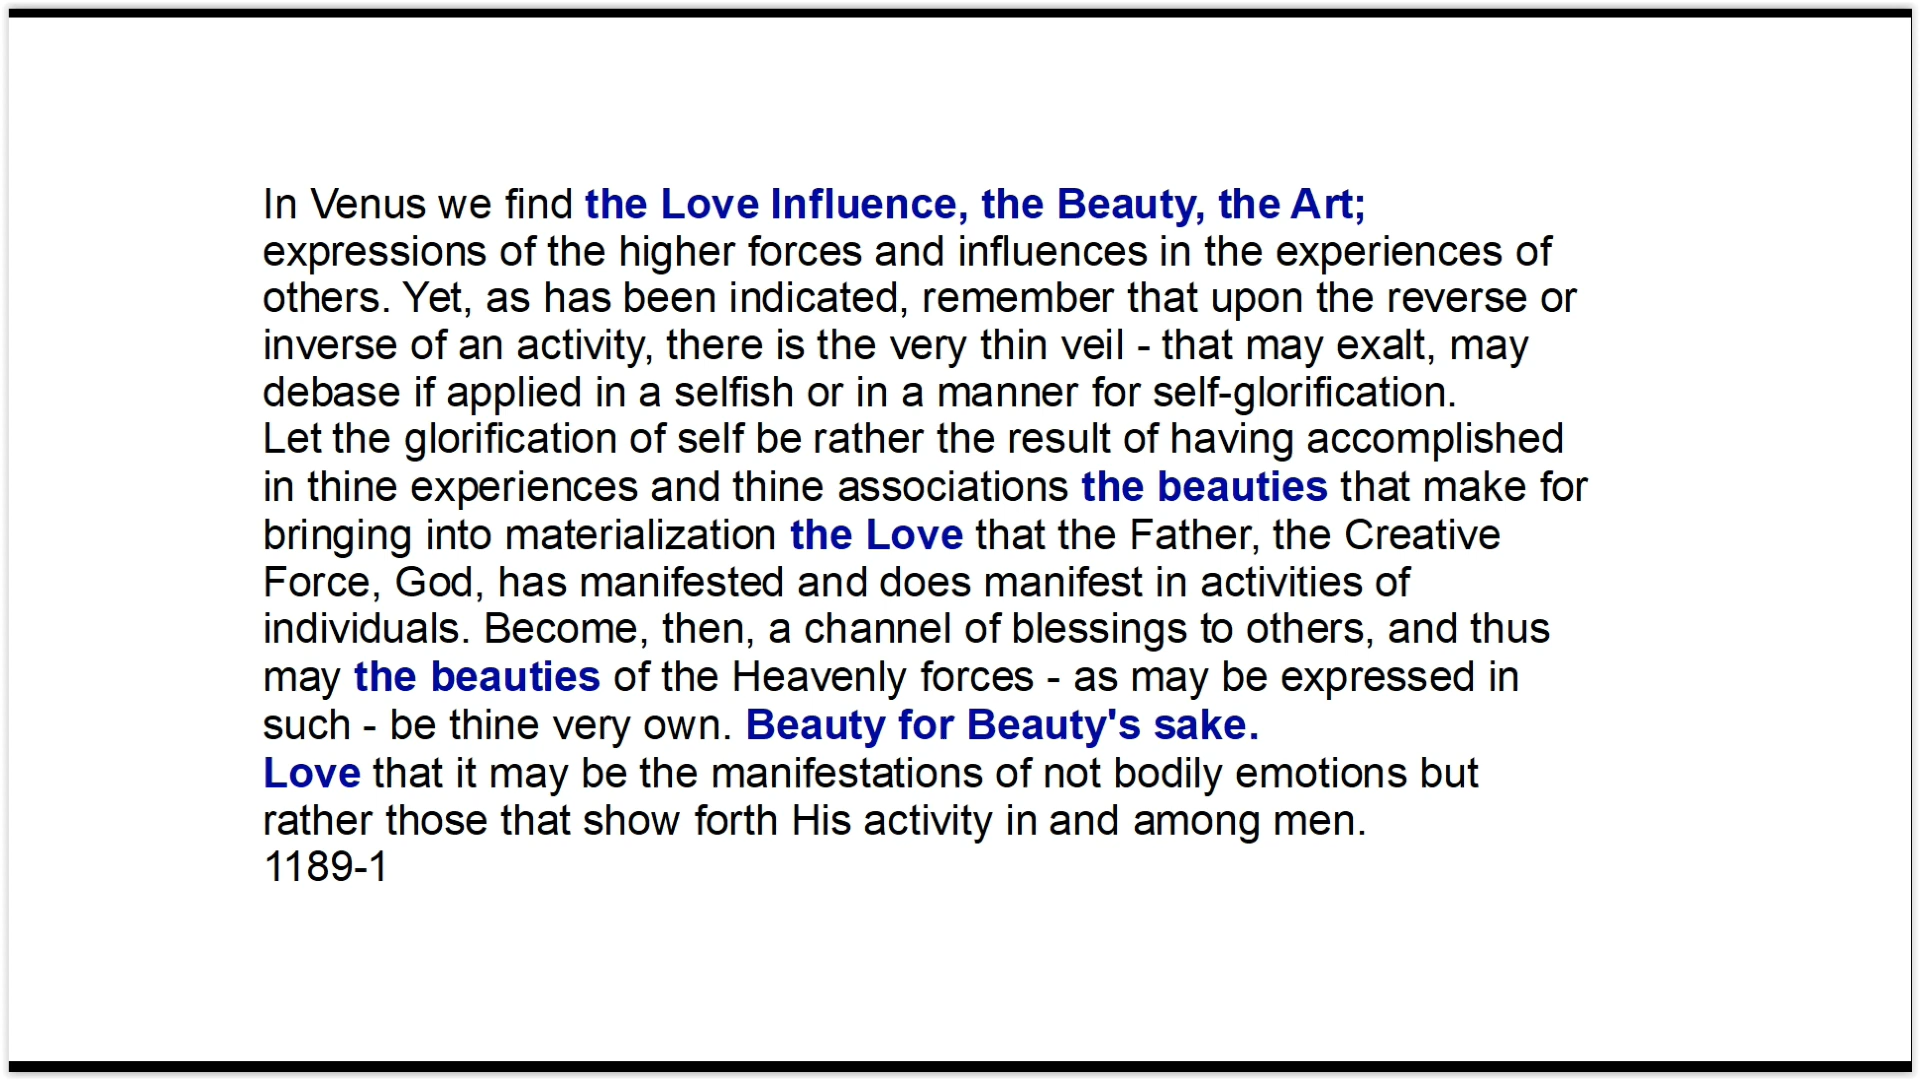 In Venus we find the Love Influence, the Beauty, the Art;
expressions of the higher forces and influences in the experiences of
others. Yet, as has been indicated, remember that upon the reverse or
inverse of an activity, there is the very thin veil - that may exalt, may
debase if applied in a selfish or in a manner for self-glorification.
Let the glorification of self be rather the result of having accomplished
in thine experiences and thine associations the beauties that make for
bringing into materialization the Love that the Father, the Creative
Force, God, has manifested and does manifest in activities of
individuals. Become, then, a channel of blessings to others, and thus
may the beauties of the Heavenly forces - as may be expressed in
such - be thine very own. Beauty for Beauty's sake.
Love that it may be the manifestations of not bodily emotions but
rather those that show forth His activity in and among men.
1189-1